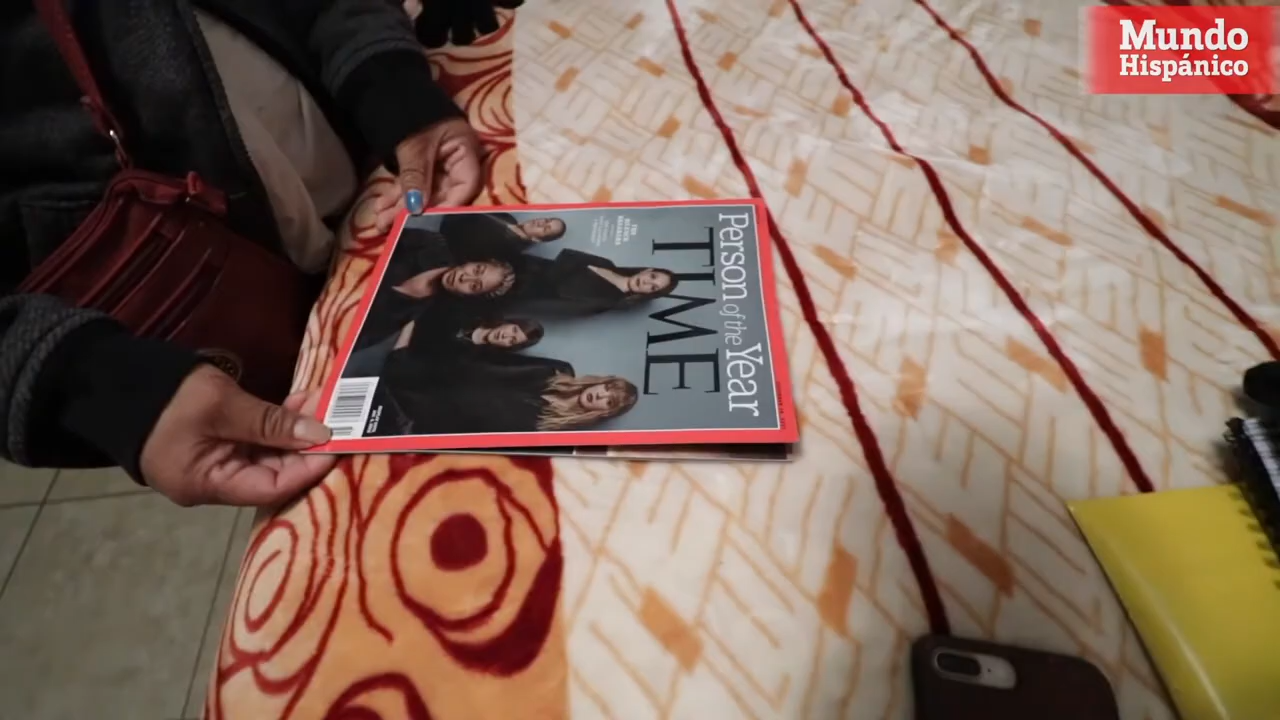 Mundo
Hispánico
Person of the Year
TIME
THE
SILENCE
BREAKERS